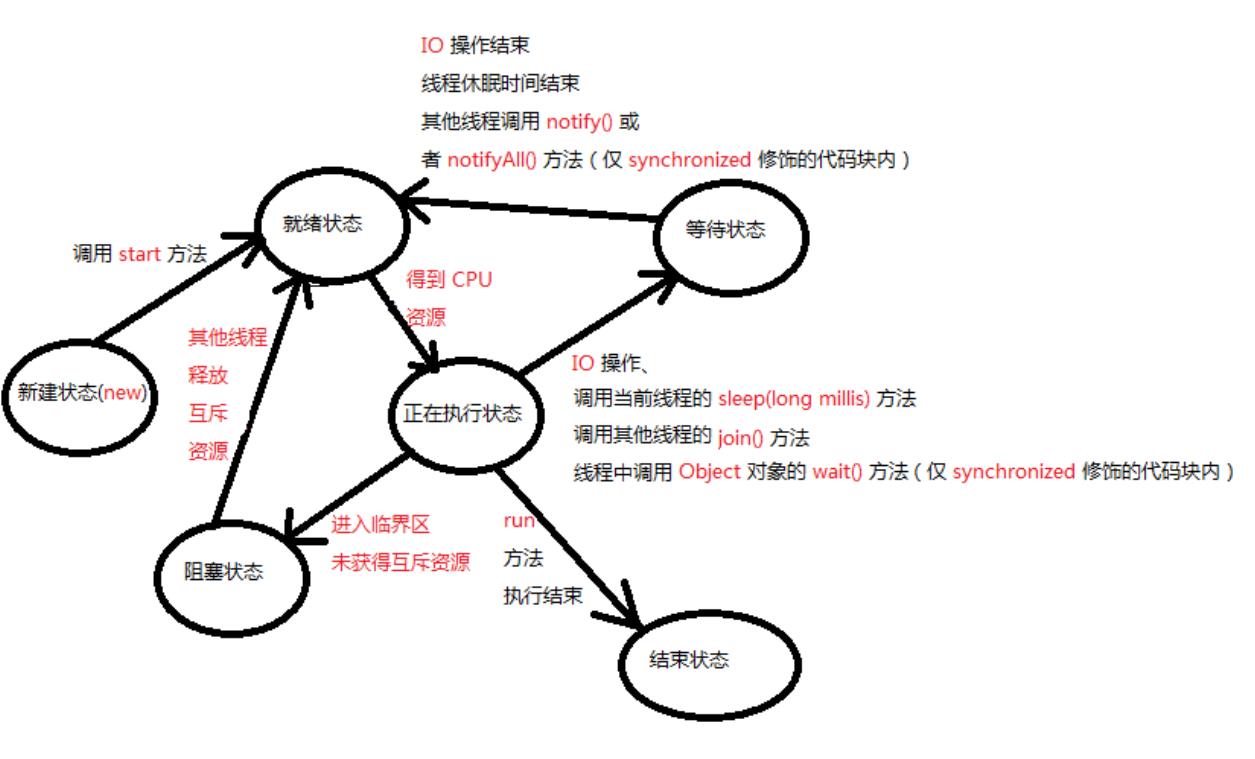 IO 操作结束
线程休眠时间结束
其他线程调用 notify() 或
者 notifyAll() 方法 ( 仅 synchronized 修饰的代码块内 )
就绪状态
等待状态
调用 start 方法
得到 CPU
资源
其他线程
释放
互斥
资源
新建状态(new)
正在执行状态
IO 操作、
调用当前线程的 sleep(long millis) 方法
调用其他线程的 join() 方法
线程中调用 Object 对象的 wait() 方法 ( 仅 synchronized 修饰的代码块内 )
进入临界区
未获得互斥资源
run
方法
执行结束
阻塞状态
结束状态